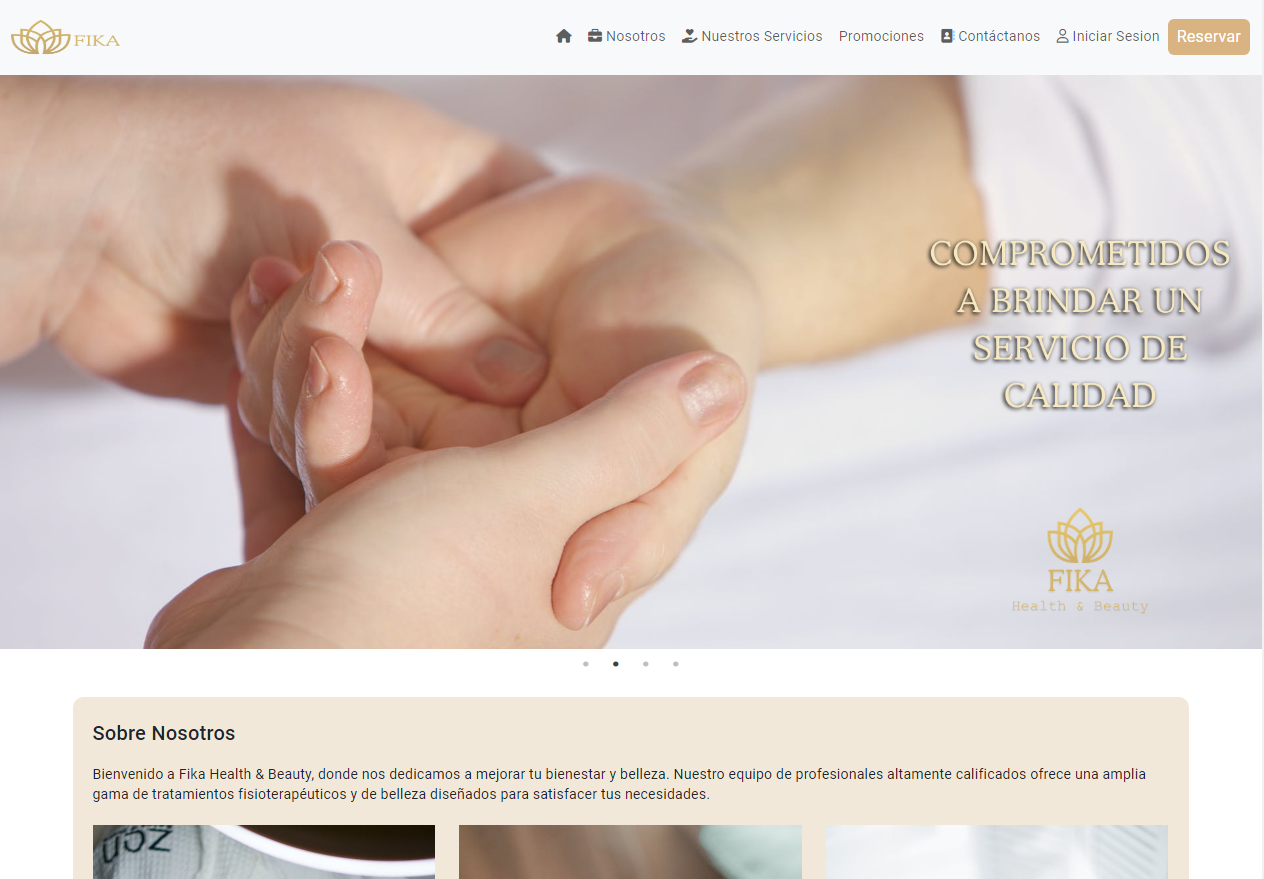 FIKA
Nosotros
Nuestros Servicios
Promociones
Contáctanos
Iniciar Sesion
Reservar
COMPROMETIDOS
A BRINDAR UN
SERVICIO DE
CALIDAD
FIKA
Health & Beauty
Sobre Nosotros
Bienvenido a Fika Health & Beauty, donde nos dedicamos a mejorar tu bienestar y belleza. Nuestro equipo de profesionales altamente calificados ofrece una amplia
gama de tratamientos fisioterapéuticos y de belleza diseñados para satisfacer tus necesidades.